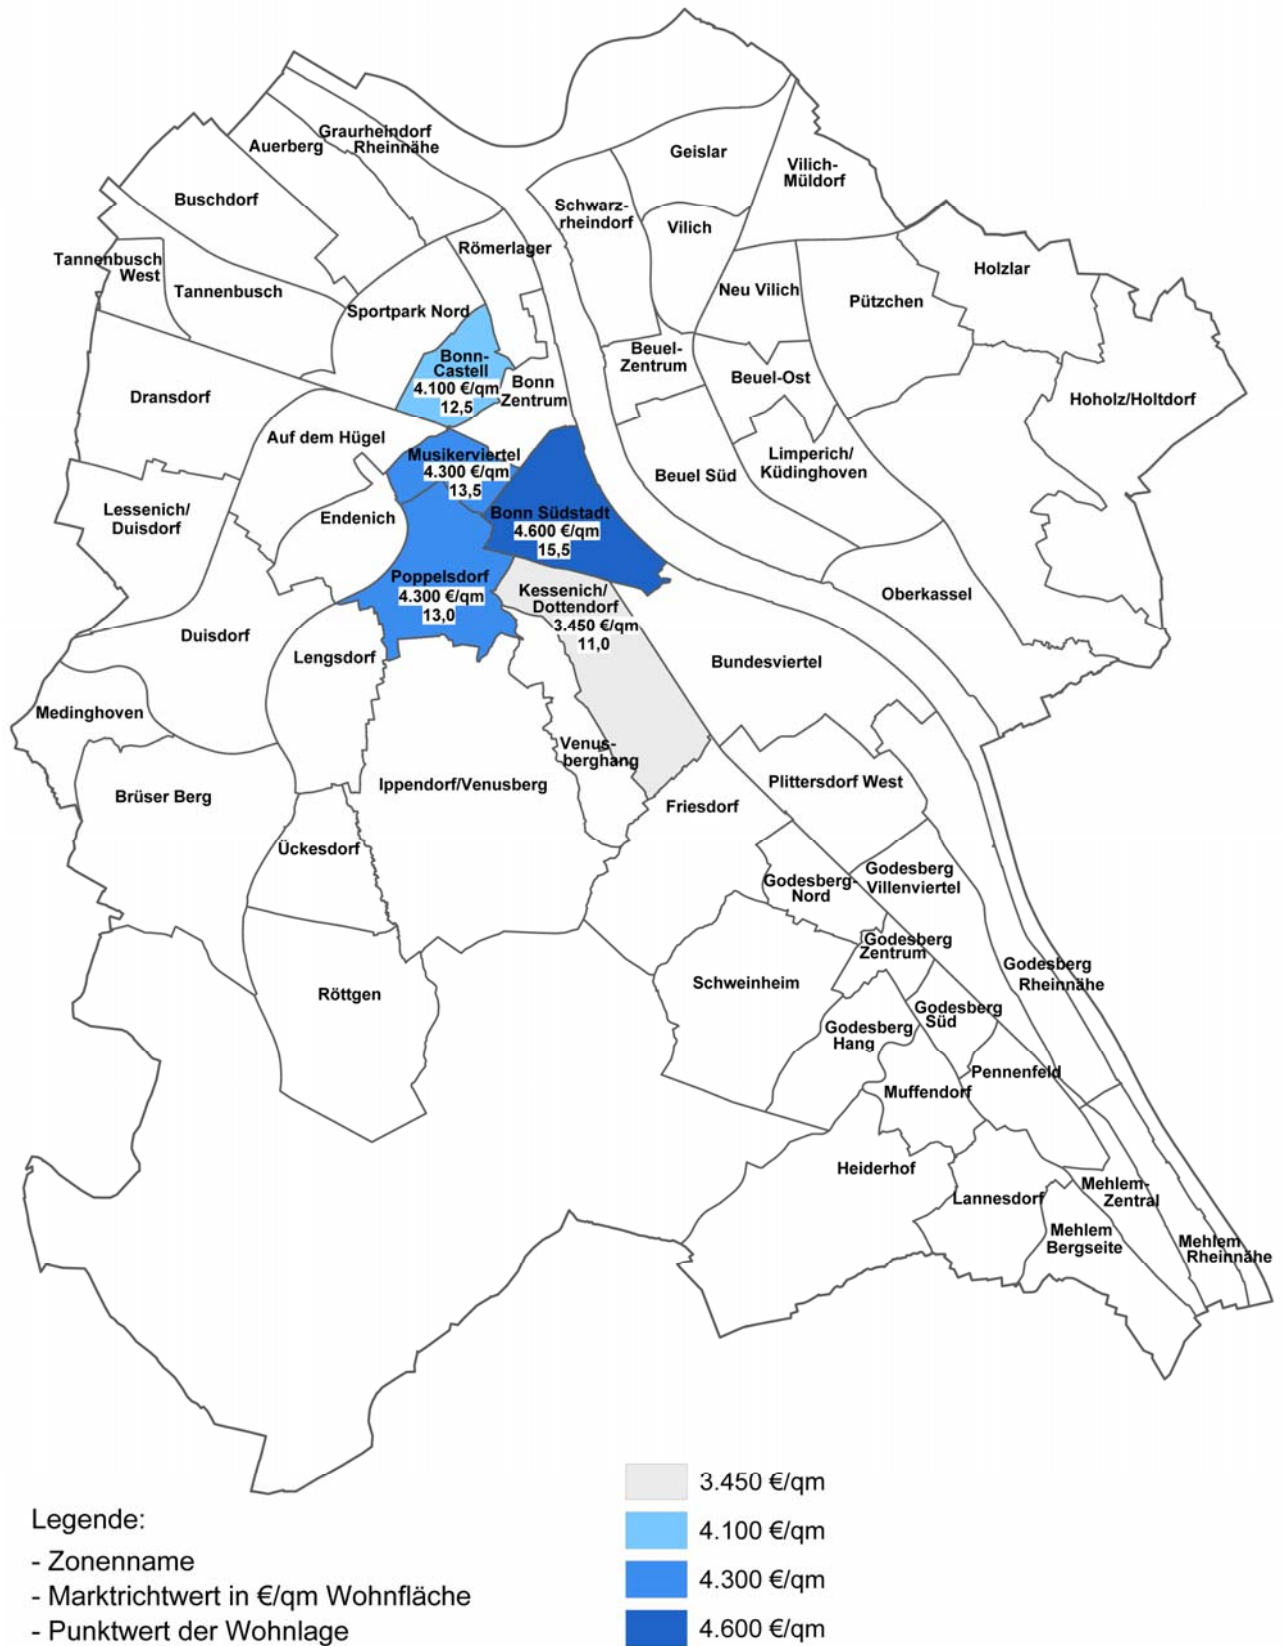 Graurheindorf
Rheinnähe
Auerberg
Geislar
Vilich-
Müldorf
Buschdorf
Schwarz-
rheindorf
Vilich
Römerlager
Tannenbusch
West
Tannenbusch
Holzlar
Neu Vilich
Pützchen
Sportpark Nord
Beuel-
Zentrum
Bonn-
Castell
4.100 €/qm
12,5
Bonn
Zentrum
Beuel-Ost
Dransdorf
Hoholz/Holtdorf
Auf dem Hügel
Musikerviertel
4.300 €/qm
13,5
Limperich/
Küdinghoven
Beuel Süd
Lessenich/
Duisdorf
Endenich
Bonn Südstadt
4.600 €/qm
15,5
Poppelsdorf
4.300 €/qm
13,0
Kessenich/
Dottendorf
3.450 €/qm
11,0
Oberkassel
Duisdorf
Lengsdorf
Bundesviertel
Medinghoven
Venus-
berghang
Plittersdorf West
Ippendorf/Venusberg
Brüser Berg
Friesdorf
Ückesdorf
Godesberg
Villenviertel
Godesberg-
Nord
Godesberg
Zentrum
Godesberg
Rheinnähe
Schweinheim
Röttgen
Godesberg
Süd
Godesberg
Hang
Pennenfeld
Muffendorf
Heiderhof
Lannesdorf
Mehlem-
Zentral
Mehlem
Bergseite
Mehlem
Rheinnähe
Legende:
- Zonenname
- Marktrichtwert in €/qm Wohnfläche
- Punktwert der Wohnlage
3.450 €/qm
4.100 €/qm
4.300 €/qm
4.600 €/qm